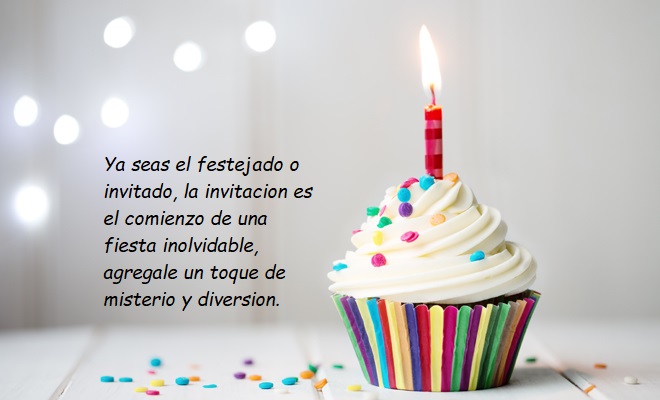 Ya seas el festejado o
invitado, la invitacion es
el comienzo de una
fiesta inolvidable,
agregale un toque de
misterio y diversion.